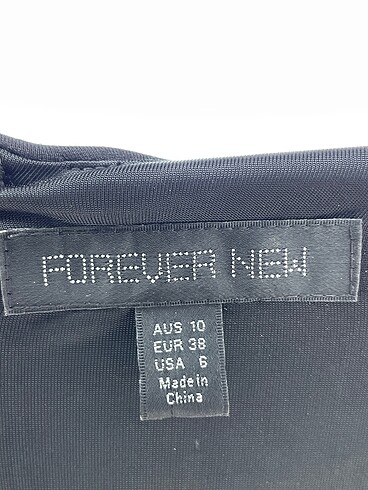 FOREVER NEW
AUS 10
EUR 38
USA 6
Made in
China